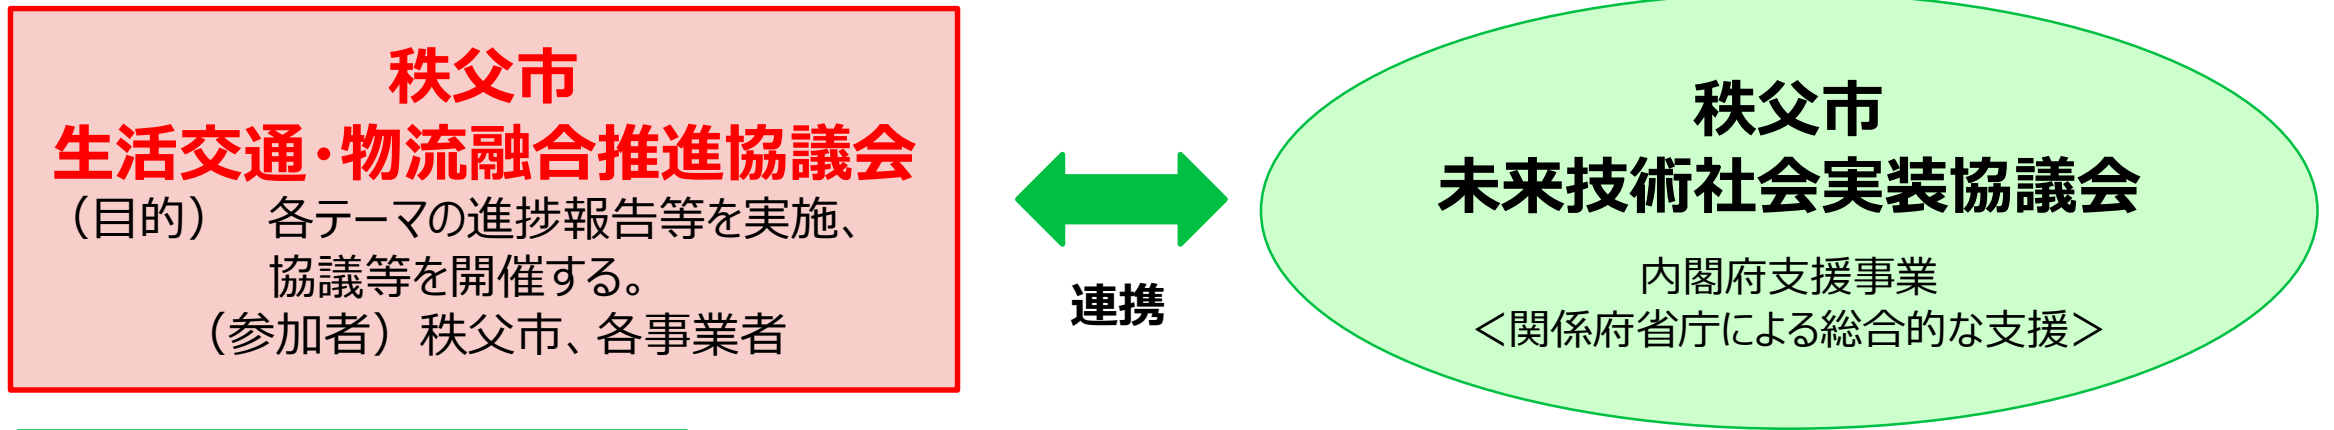 秩父市
生活交通・物流融合推進協議会
（目的）　各テーマの進捗報告等を実施、
協議等を開催する。
（参加者）秩父市、各事業者
連携
秩父市
未来技術社会実装協議会
内閣府支援事業
＜関係府省庁による総合的な支援＞